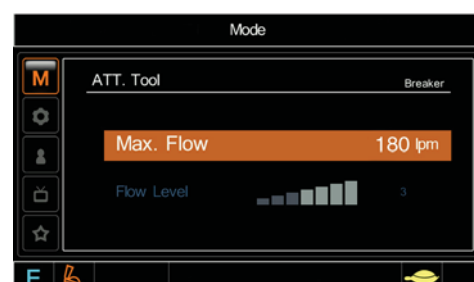 Mode
M
ATT. Tool Breaker
Max. Flow 180 lpm
Flow Level 3
E